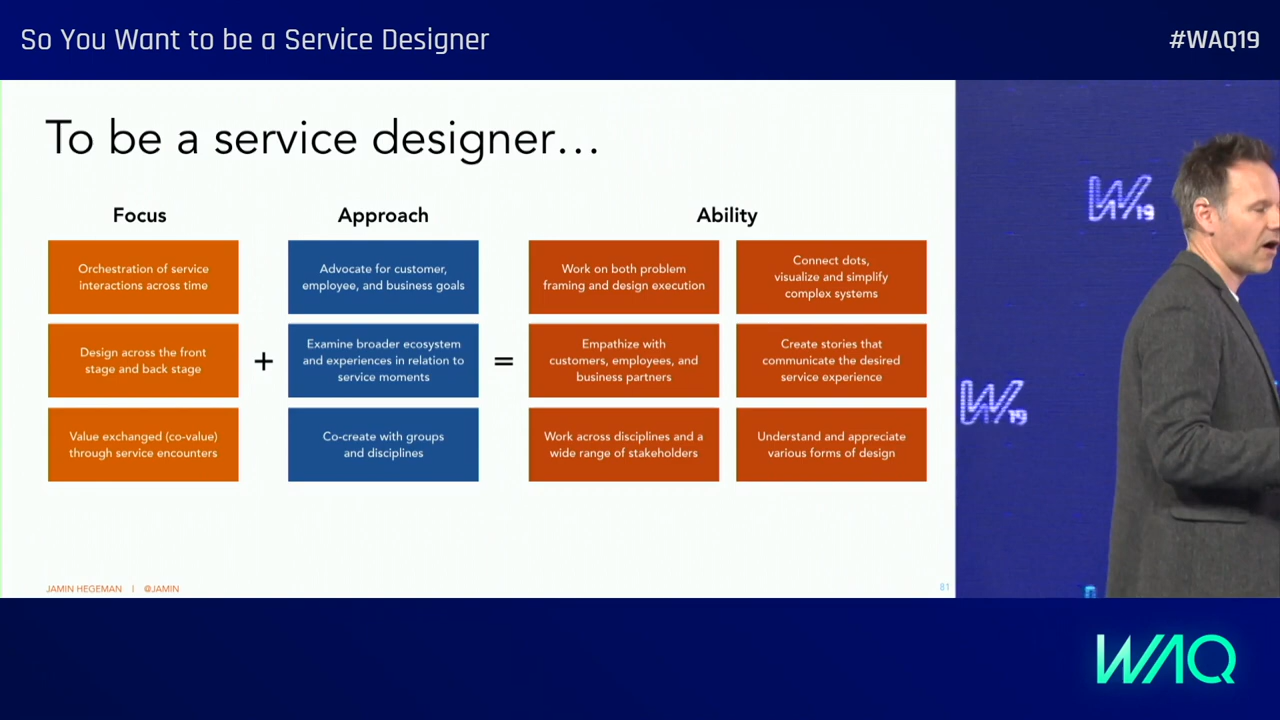 So You Want to be a Service Designer
#WAQ19
To be a service designer...
Focus
Approach
Ability
Orchestration of service
interactions across time
Advocate for customer,
employee, and business goals
Work on both problem
framing and design execution
Connect dots,
visualize and simplify
complex systems
Design across the front
stage and back stage
+
Examine broader ecosystem
and experiences in relation to
service moments
=
Empathize with
customers, employees, and
business partners
Create stories that
communicate the desired
service experience
Value exchanged (co-value)
through service encounters
Co-create with groups
and disciplines
Work across disciplines and a
wide range of stakeholders
Understand and appreciate
various forms of design
JAMIN HEGEMAN | @JAMIN
81
W/19
W/19
WAQ